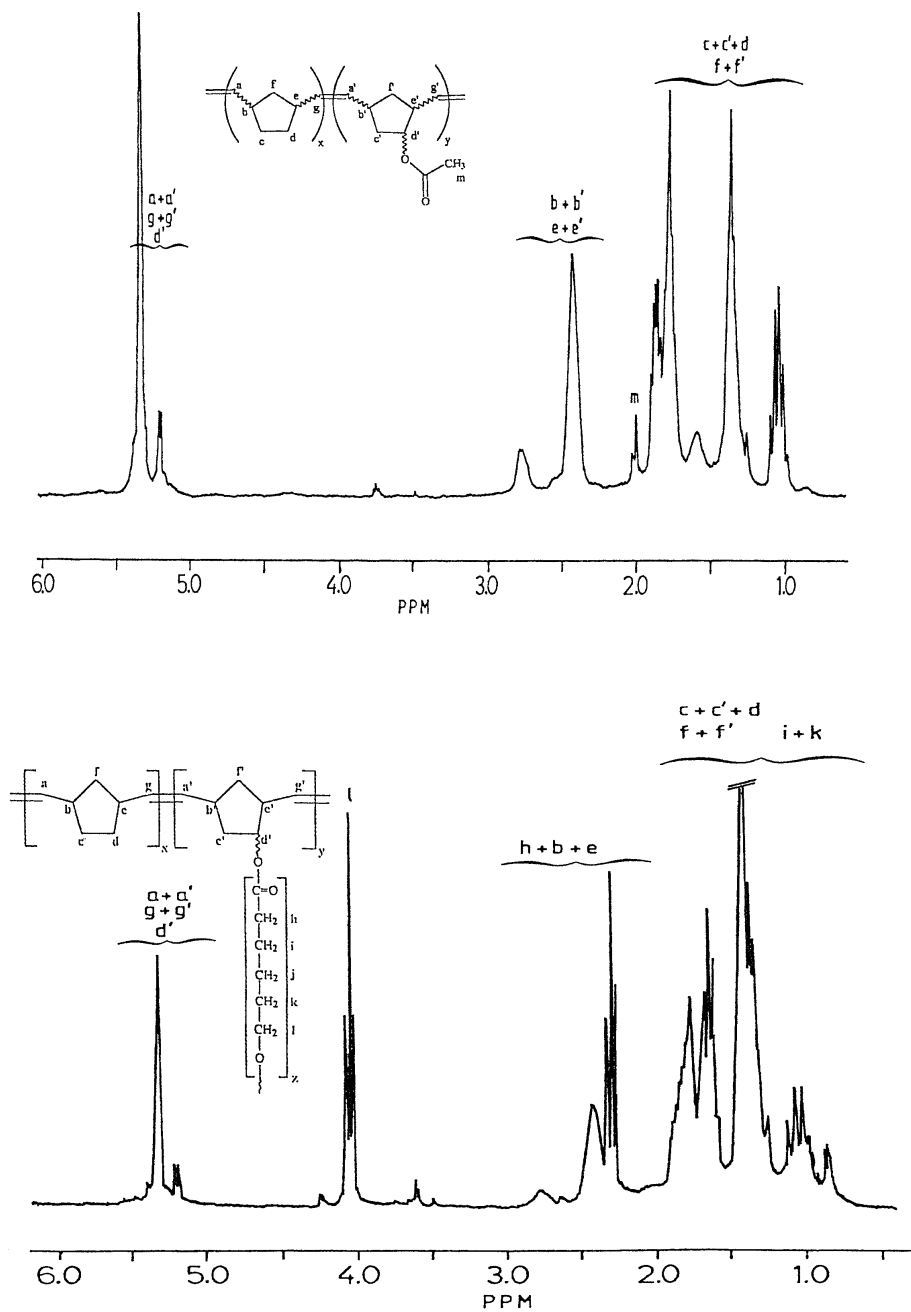 c+c'+d
f+f'
a f e g x
b c d
a' f' e' g' y
b' c' d'
O CH3
m
O
a+a'
g+g'
d'
b+b'
e+e'
m
6.0 5.0 4.0 3.0 2.0 1.0
PPM
c+c'+d
f+f' i+k
a f g x
b e
c d
a' f' g' y
b' e'
c' d'
l
O
C=O
CH2 h
CH2 i
CH2 j
CH2 k
CH2 l
O
z
a+a'
g+g'
d'
h+b+e
6.0 5.0 4.0 3.0 2.0 1.0
PPM